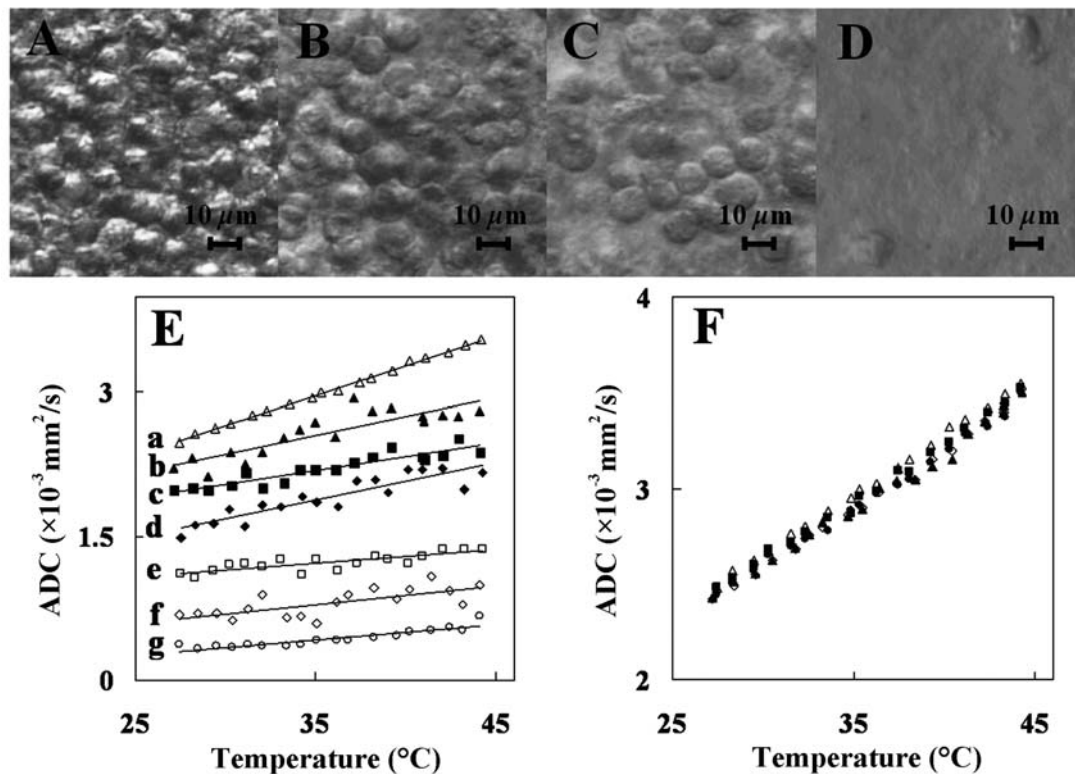 A
B
C
D
10 μm
10 μm
10 μm
10 μm
E
ADC (×10⁻³ mm²/s)
3
1.5
0
a
b
c
d
e
f
g
25
35
45
Temperature (°C)
F
ADC (×10⁻³ mm²/s)
4
3
2
25
35
45
Temperature (°C)